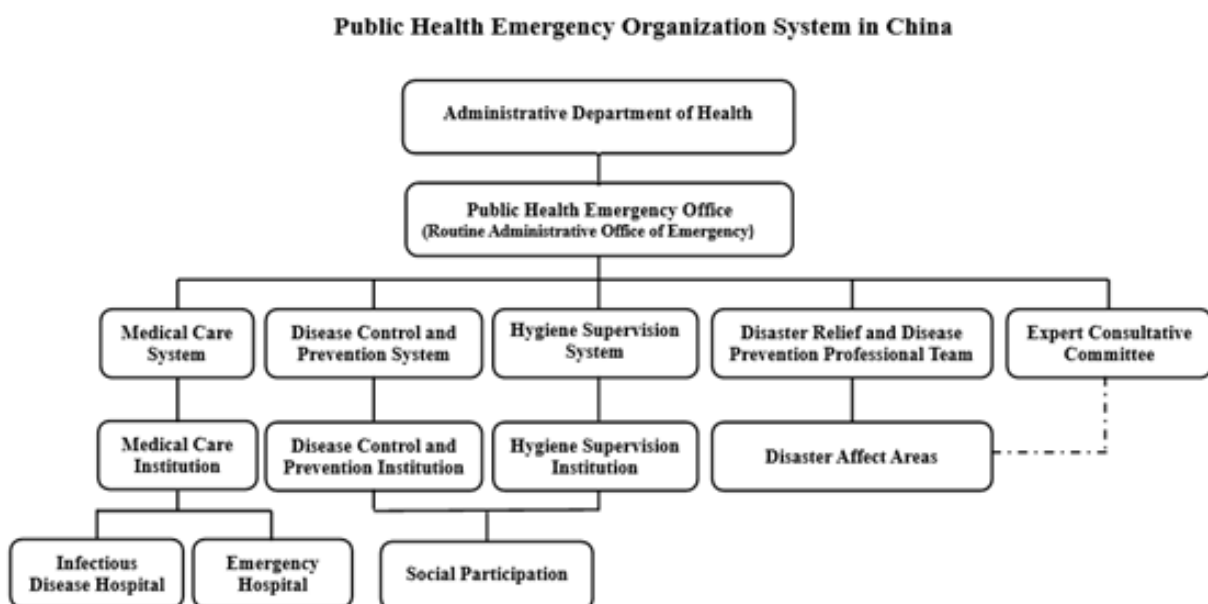 Public Health Emergency Organization System in China
Administrative Department of Health
Public Health Emergency Office
(Routine Administrative Office of Emergency)
Medical Care
System
Disease Control and
Prevention System
Hygiene Supervision
System
Disaster Relief and Disease
Prevention Professional Team
Expert Consultative
Committee
Medical Care
Institution
Disease Control and
Prevention Institution
Hygiene Supervision
Institution
Disaster Affect Areas
Infectious
Disease Hospital
Emergency
Hospital
Social Participation